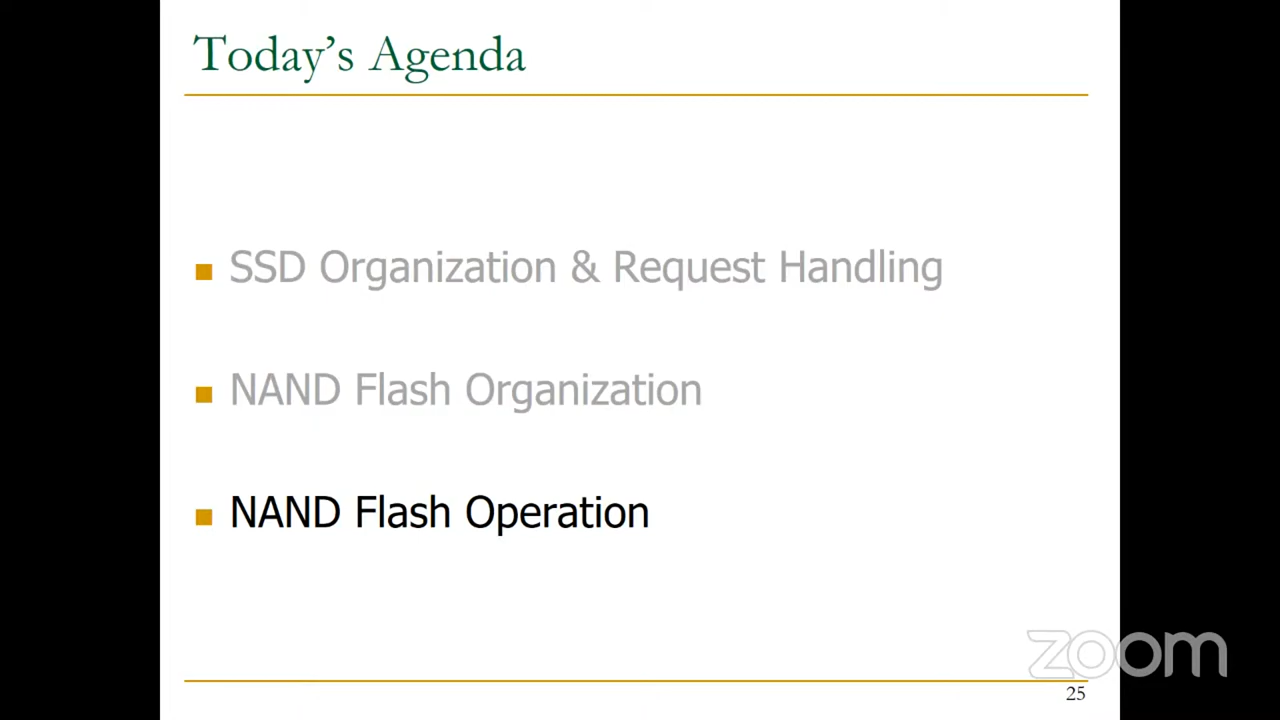 Today's Agenda
SSD Organization & Request Handling
NAND Flash Organization
NAND Flash Operation
zoom
25